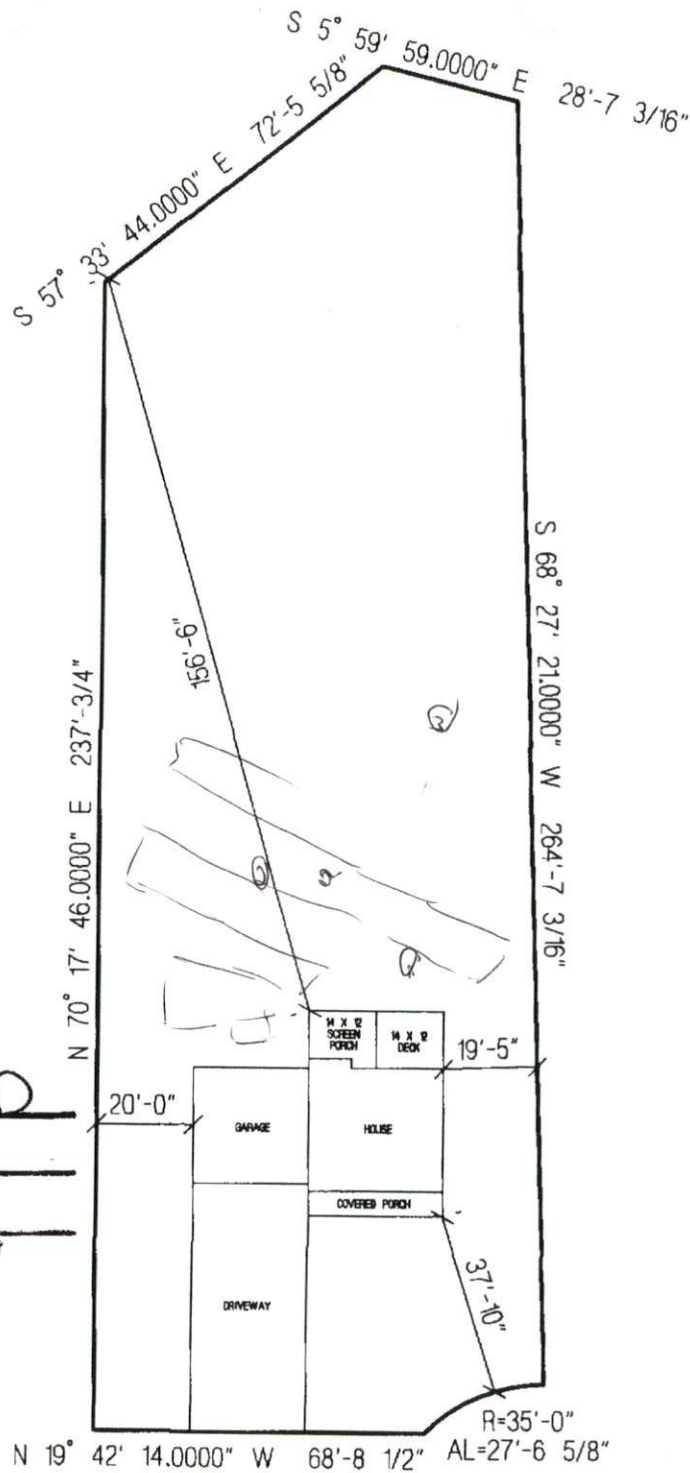 S 5° 59' 59.0000" E 28'-7 3/16"
S 57° 33' 44.0000" E 72'-5 5/8"
156'-6"
N 70° 17' 46.0000" E 237'-3/4"
S 68° 27' 21.0000" W 264'-7 3/16"
14 X 12
SCREEN
PORCH
14 X 12
DECK
19'-5"
20'-0"
GARAGE
HOUSE
COVERED PORCH
DRIVEWAY
37'-10"
R=35'-0"
AL=27'-6 5/8"
N 19° 42' 14.0000" W 68'-8 1/2"